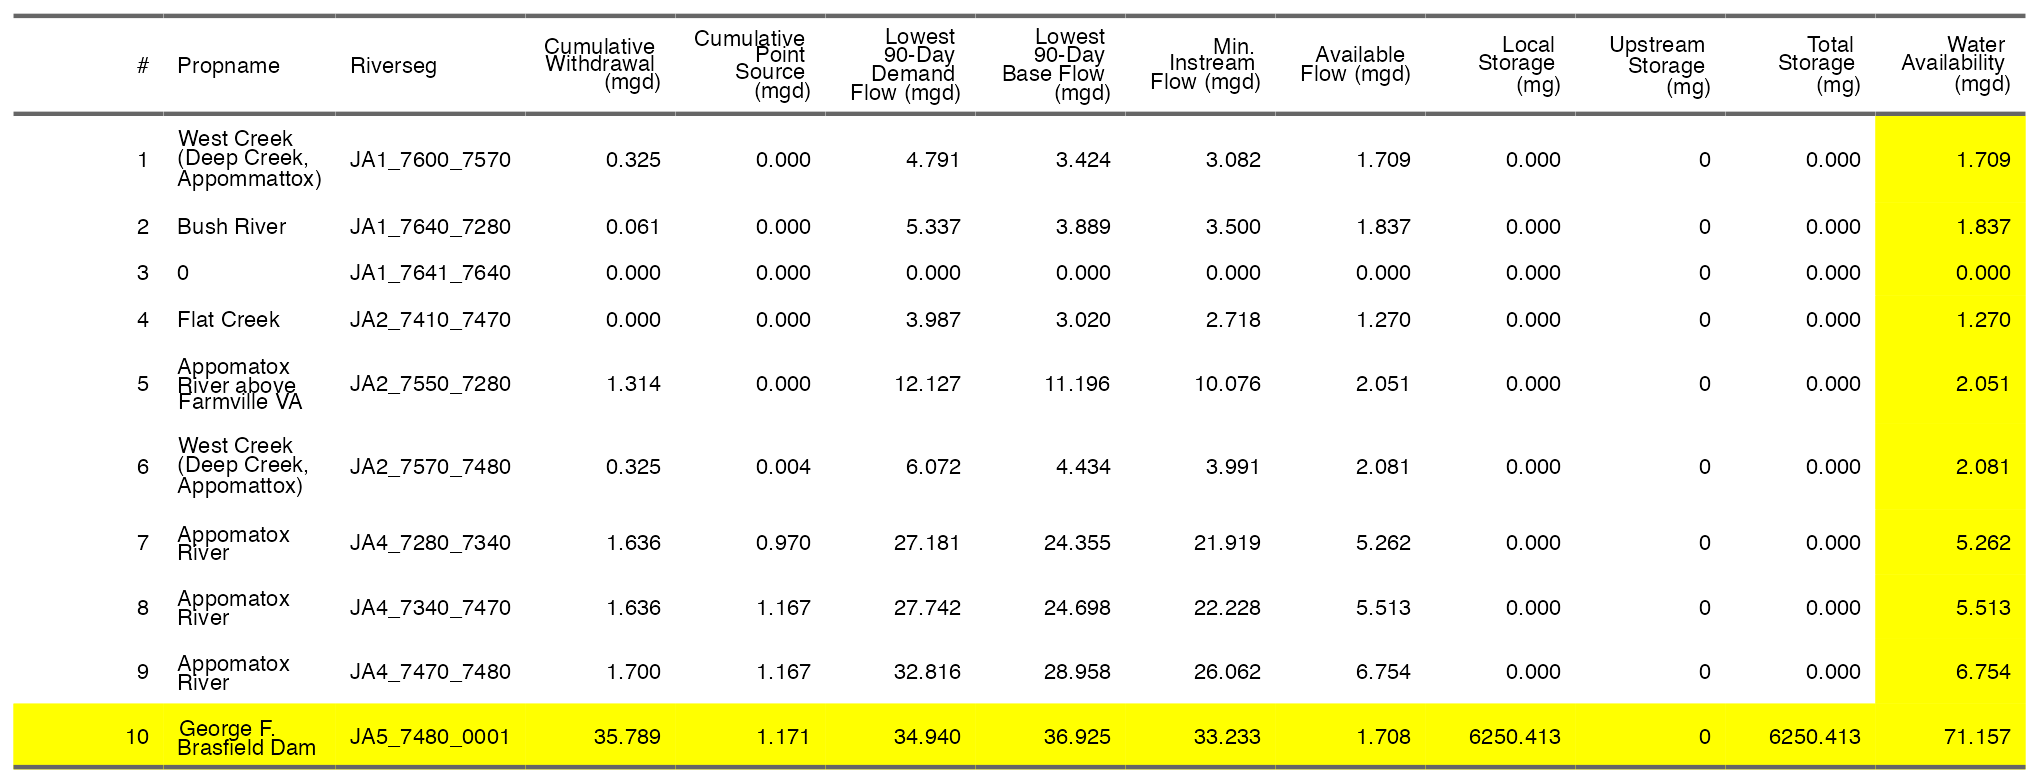 # Propname Riverseg Cumulative Withdrawal (mgd) Cumulative Point Source (mgd) Lowest 90-Day Demand Flow (mgd) Lowest 90-Day Base Flow (mgd) Min. Instream Flow (mgd) Available Flow (mgd) Local Storage (mg) Upstream Storage (mg) Total Storage (mg) Water Availability (mgd)
1 West Creek (Deep Creek, Appommattox) JA1_7600_7570 0.325 0.000 4.791 3.424 3.082 1.709 0.000 0 0.000 1.709
2 Bush River JA1_7640_7280 0.061 0.000 5.337 3.889 3.500 1.837 0.000 0 0.000 1.837
3 0 JA1_7641_7640 0.000 0.000 0.000 0.000 0.000 0.000 0.000 0 0.000 0.000
4 Flat Creek JA2_7410_7470 0.000 0.000 3.987 3.020 2.718 1.270 0.000 0 0.000 1.270
5 Appomatox River above Farmville VA JA2_7550_7280 1.314 0.000 12.127 11.196 10.076 2.051 0.000 0 0.000 2.051
6 West Creek (Deep Creek, Appomattox) JA2_7570_7480 0.325 0.004 6.072 4.434 3.991 2.081 0.000 0 0.000 2.081
7 Appomatox River JA4_7280_7340 1.636 0.970 27.181 24.355 21.919 5.262 0.000 0 0.000 5.262
8 Appomatox River JA4_7340_7470 1.636 1.167 27.742 24.698 22.228 5.513 0.000 0 0.000 5.513
9 Appomatox River JA4_7470_7480 1.700 1.167 32.816 28.958 26.062 6.754 0.000 0 0.000 6.754
10 George F. Brasfield Dam JA5_7480_0001 35.789 1.171 34.940 36.925 33.233 1.708 6250.413 0 6250.413 71.157